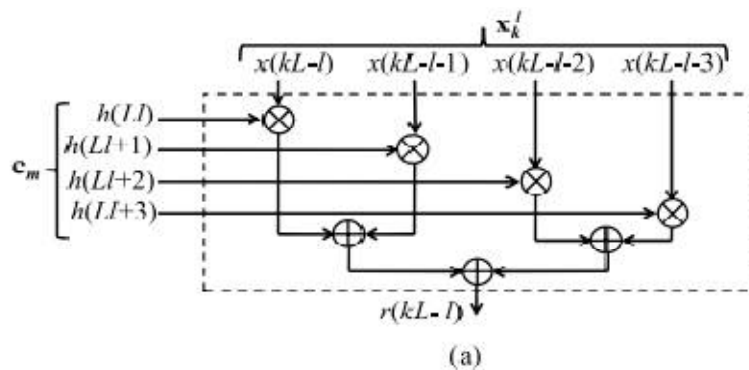 x_k^l
x(kL-l) x(kL-l-1) x(kL-l-2) x(kL-l-3)
h(Ll)
h(Ll+1)
c_m
h(Ll+2)
h(Ll+3)
r(kL-l)
(a)